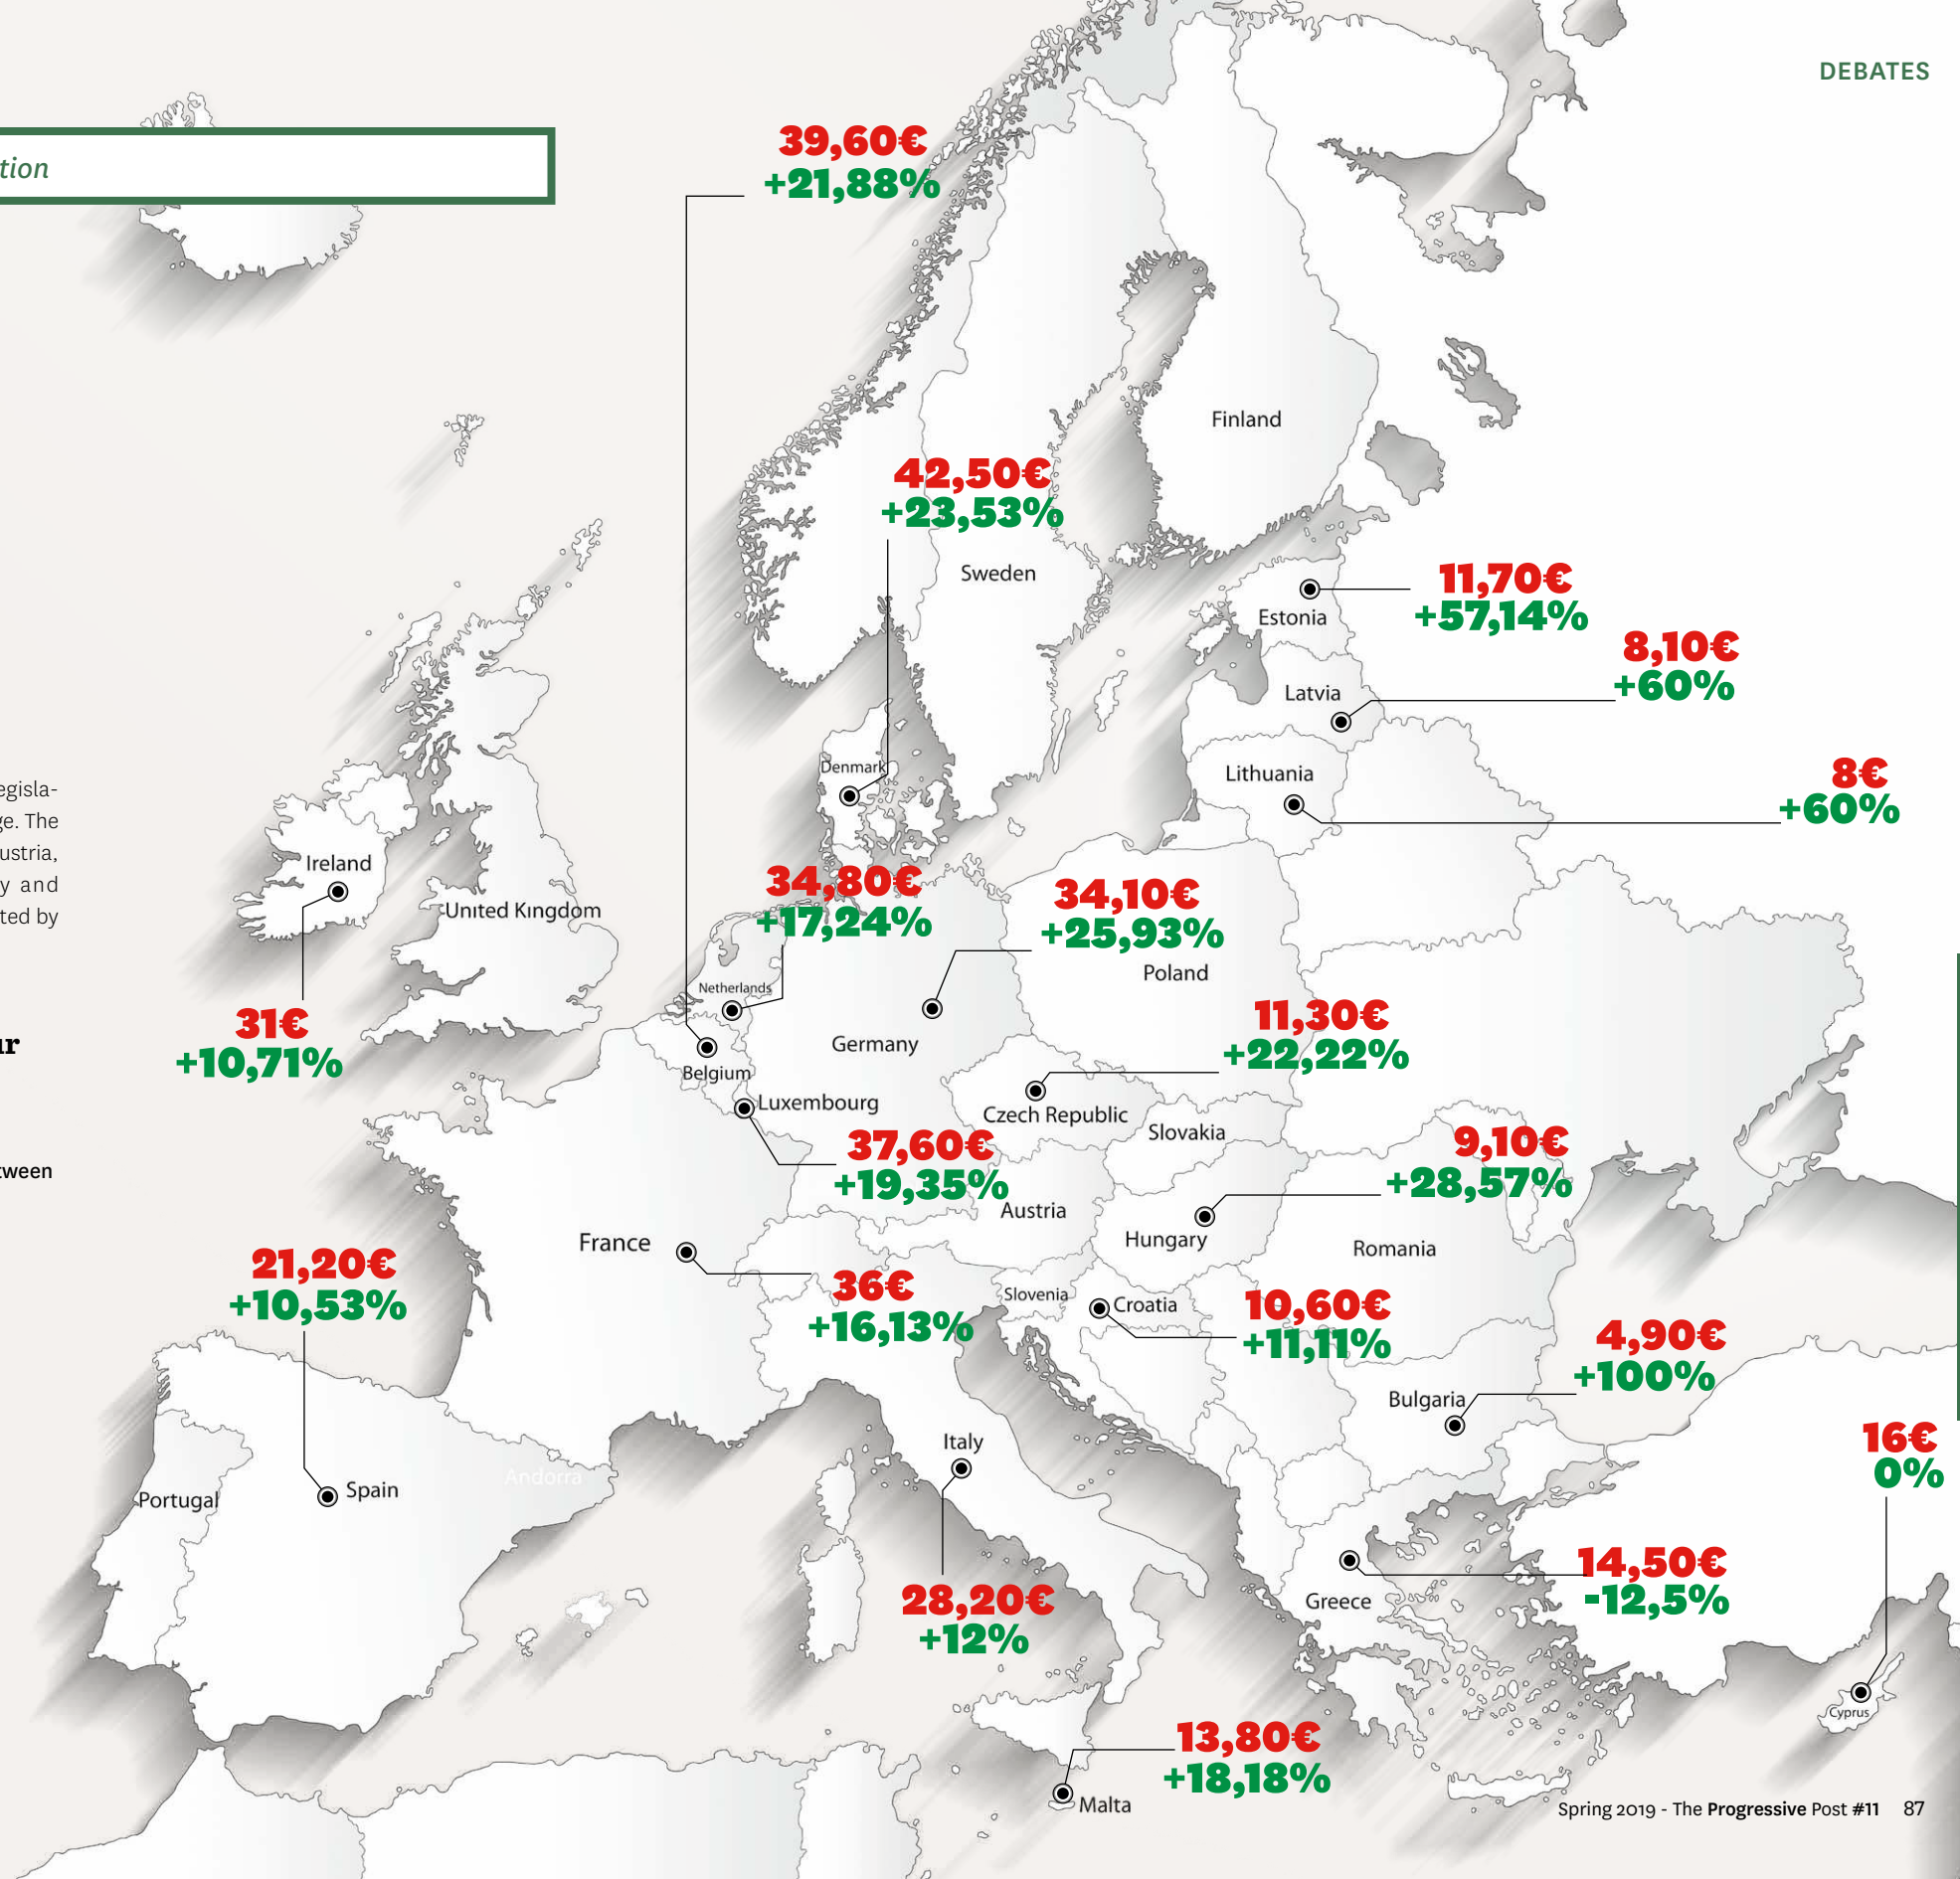 DEBATES
39,60€
+21,88%
tion
Finland
42,50€
+23,53%
Sweden
11,70€
+57,14%
Estonia
8,10€
+60%
Latvia
8€
+60%
Lithuania
Denmark
egisla-
ge. The
ustria,
y and
ted by
Ireland
United Kingdom
34,80€
+17,24%
34,10€
+25,93%
Poland
Netherlands
31€
+10,71%
ur
Germany
11,30€
+22,22%
Belgium
Luxembourg
Czech Republic
Slovakia
37,60€
+19,35%
9,10€
+28,57%
tween
Austria
Hungary
Romania
France
21,20€
+10,53%
36€
+16,13%
Slovenia
Croatia
10,60€
+11,11%
4,90€
+100%
Bulgaria
16€
0%
Italy
Andorra
Spain
Portugal
14,50€
-12,5%
Greece
28,20€
+12%
Cyprus
13,80€
+18,18%
Malta
Spring 2019 - The Progressive Post #11 87